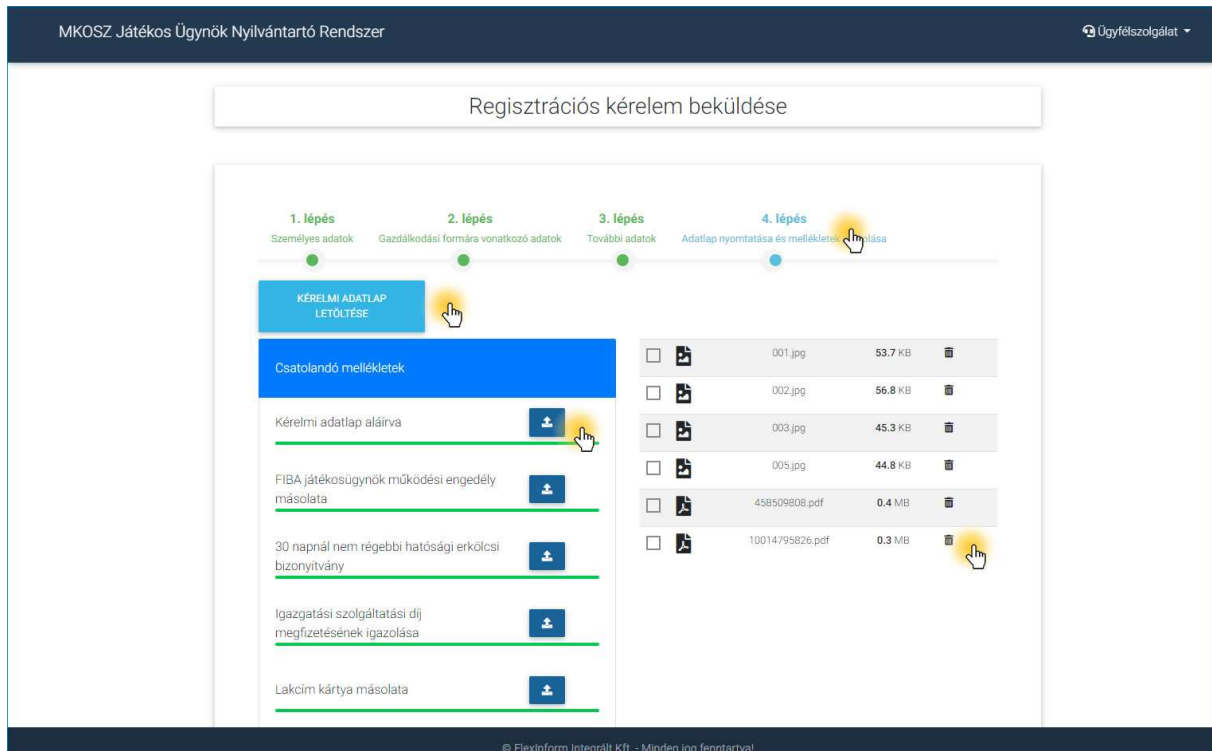 MKOSZ Játékos Ügynök Nyilvántartó Rendszer
Ügyfélszolgálat
Regisztrációs kérelem beküldése
1. lépés
Személyes adatok
2. lépés
Gazdálkodási formára vonatkozó adatok
3. lépés
További adatok
4. lépés
Adatlap nyomtatása és mellékletek
KÉRELMI ADATLAP
LETÖLTÉSE
Csatolandó mellékletek
Kérelmi adatlap aláírva
FIBA játékosügynök működési engedély
másolata
30 napnál nem régebbi hatósági erkölcsi
bizonyítvány
Igazgatási szolgáltatási díj
megfizetésének igazolása
Lakcím kártya másolata
001.jpg 53.7 KB
002.jpg 56.8 KB
003.jpg 45.3 KB
005.jpg 44.8 KB
458509808.pdf 0.4 MB
10014795826.pdf 0.3 MB
© FlexInform Integrált Kft. - Minden jog fenntartva!